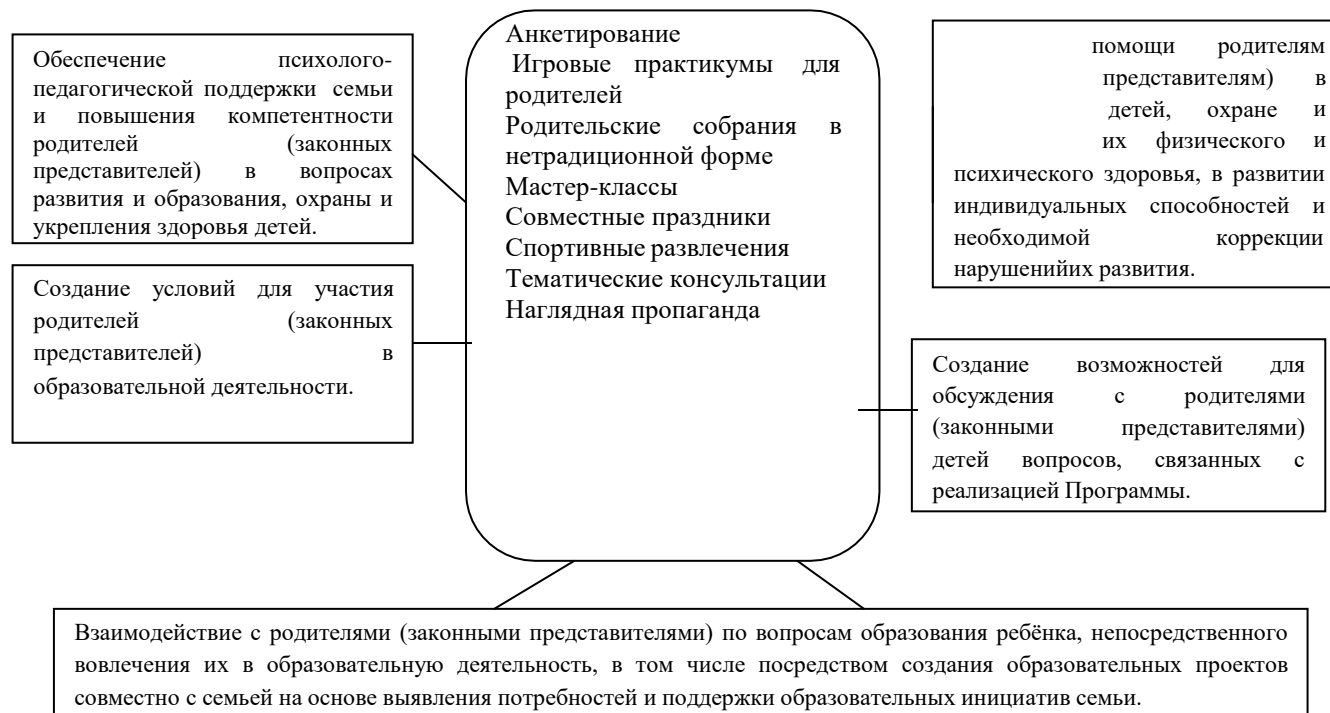 Обеспечение психолого-
педагогической поддержки семьи
и повышения компетентности
родителей (законных
представителей) в вопросах
развития и образования, охраны и
укрепления здоровья детей.
Создание условий для участия
родителей (законных
представителей) в
образовательной деятельности.
Анкетирование
Игровые практикумы для
родителей
Родительские собрания в
нетрадиционной форме
Мастер-классы
Совместные праздники
Спортивные развлечения
Тематические консультации
Наглядная пропаганда
помощи родителям
представителям) в
детей, охране и
их физического и
психического здоровья, в развитии
индивидуальных способностей и
необходимой коррекции
нарушенийих развития.
Создание возможностей для
обсуждения с родителями
(законными представителями)
детей вопросов, связанных с
реализацией Программы.
Взаимодействие с родителями (законными представителями) по вопросам образования ребёнка, непосредственного
вовлечения их в образовательную деятельность, в том числе посредством создания образовательных проектов
совместно с семьей на основе выявления потребностей и поддержки образовательных инициатив семьи.